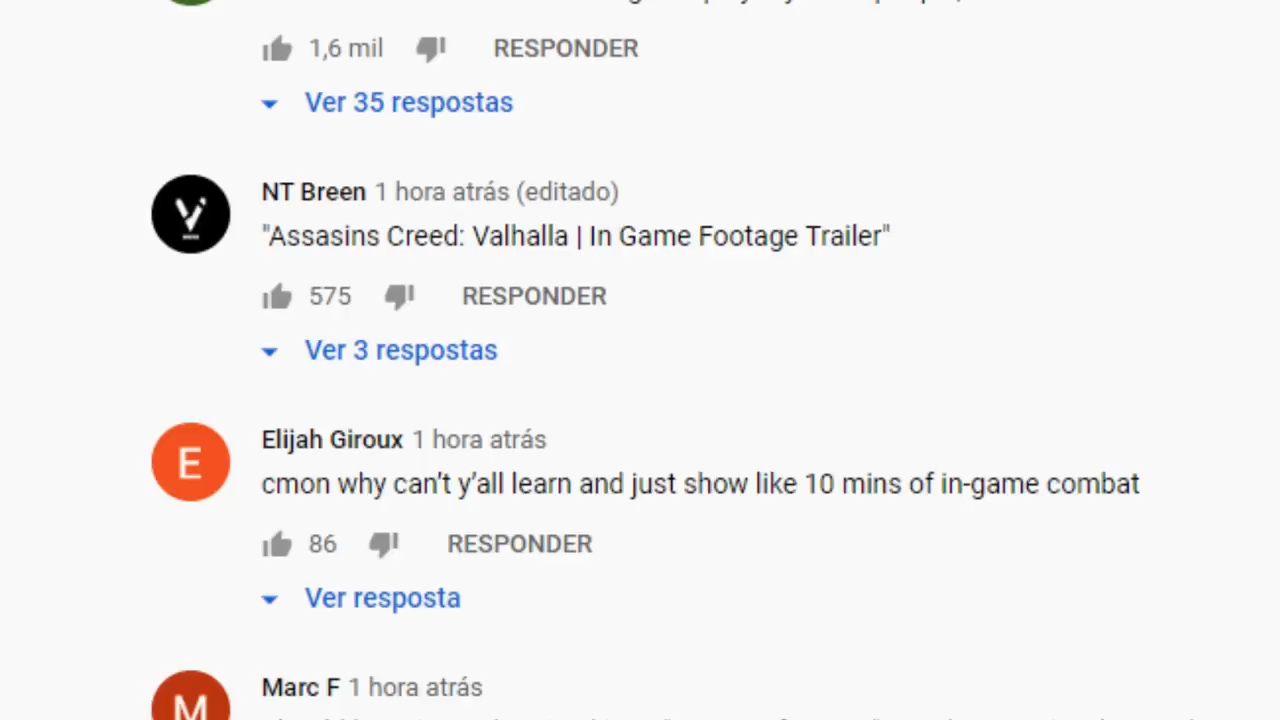 1,6 mil RESPONDER
Ver 35 respostas
NT Breen 1 hora atrás (editado)
"Assasins Creed: Valhalla | In Game Footage Trailer"
575 RESPONDER
Ver 3 respostas
E
Elijah Giroux 1 hora atrás
cmon why can’t y’all learn and just show like 10 mins of in-game combat
86 RESPONDER
Ver resposta
M
Marc F 1 hora atrás